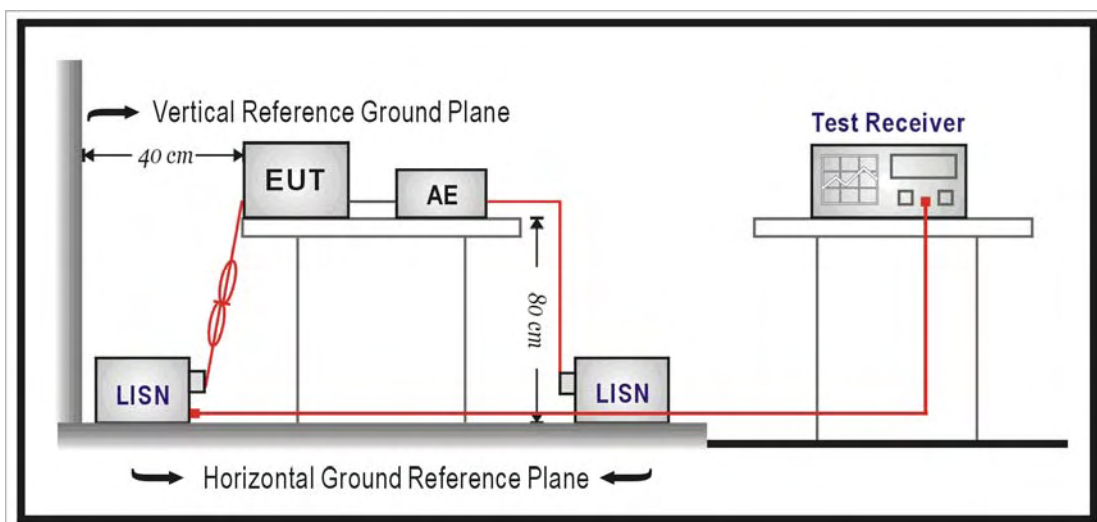 Vertical Reference Ground Plane
Test Receiver
40 cm
EUT
AE
80 cm
LISN
LISN
Horizontal Ground Reference Plane